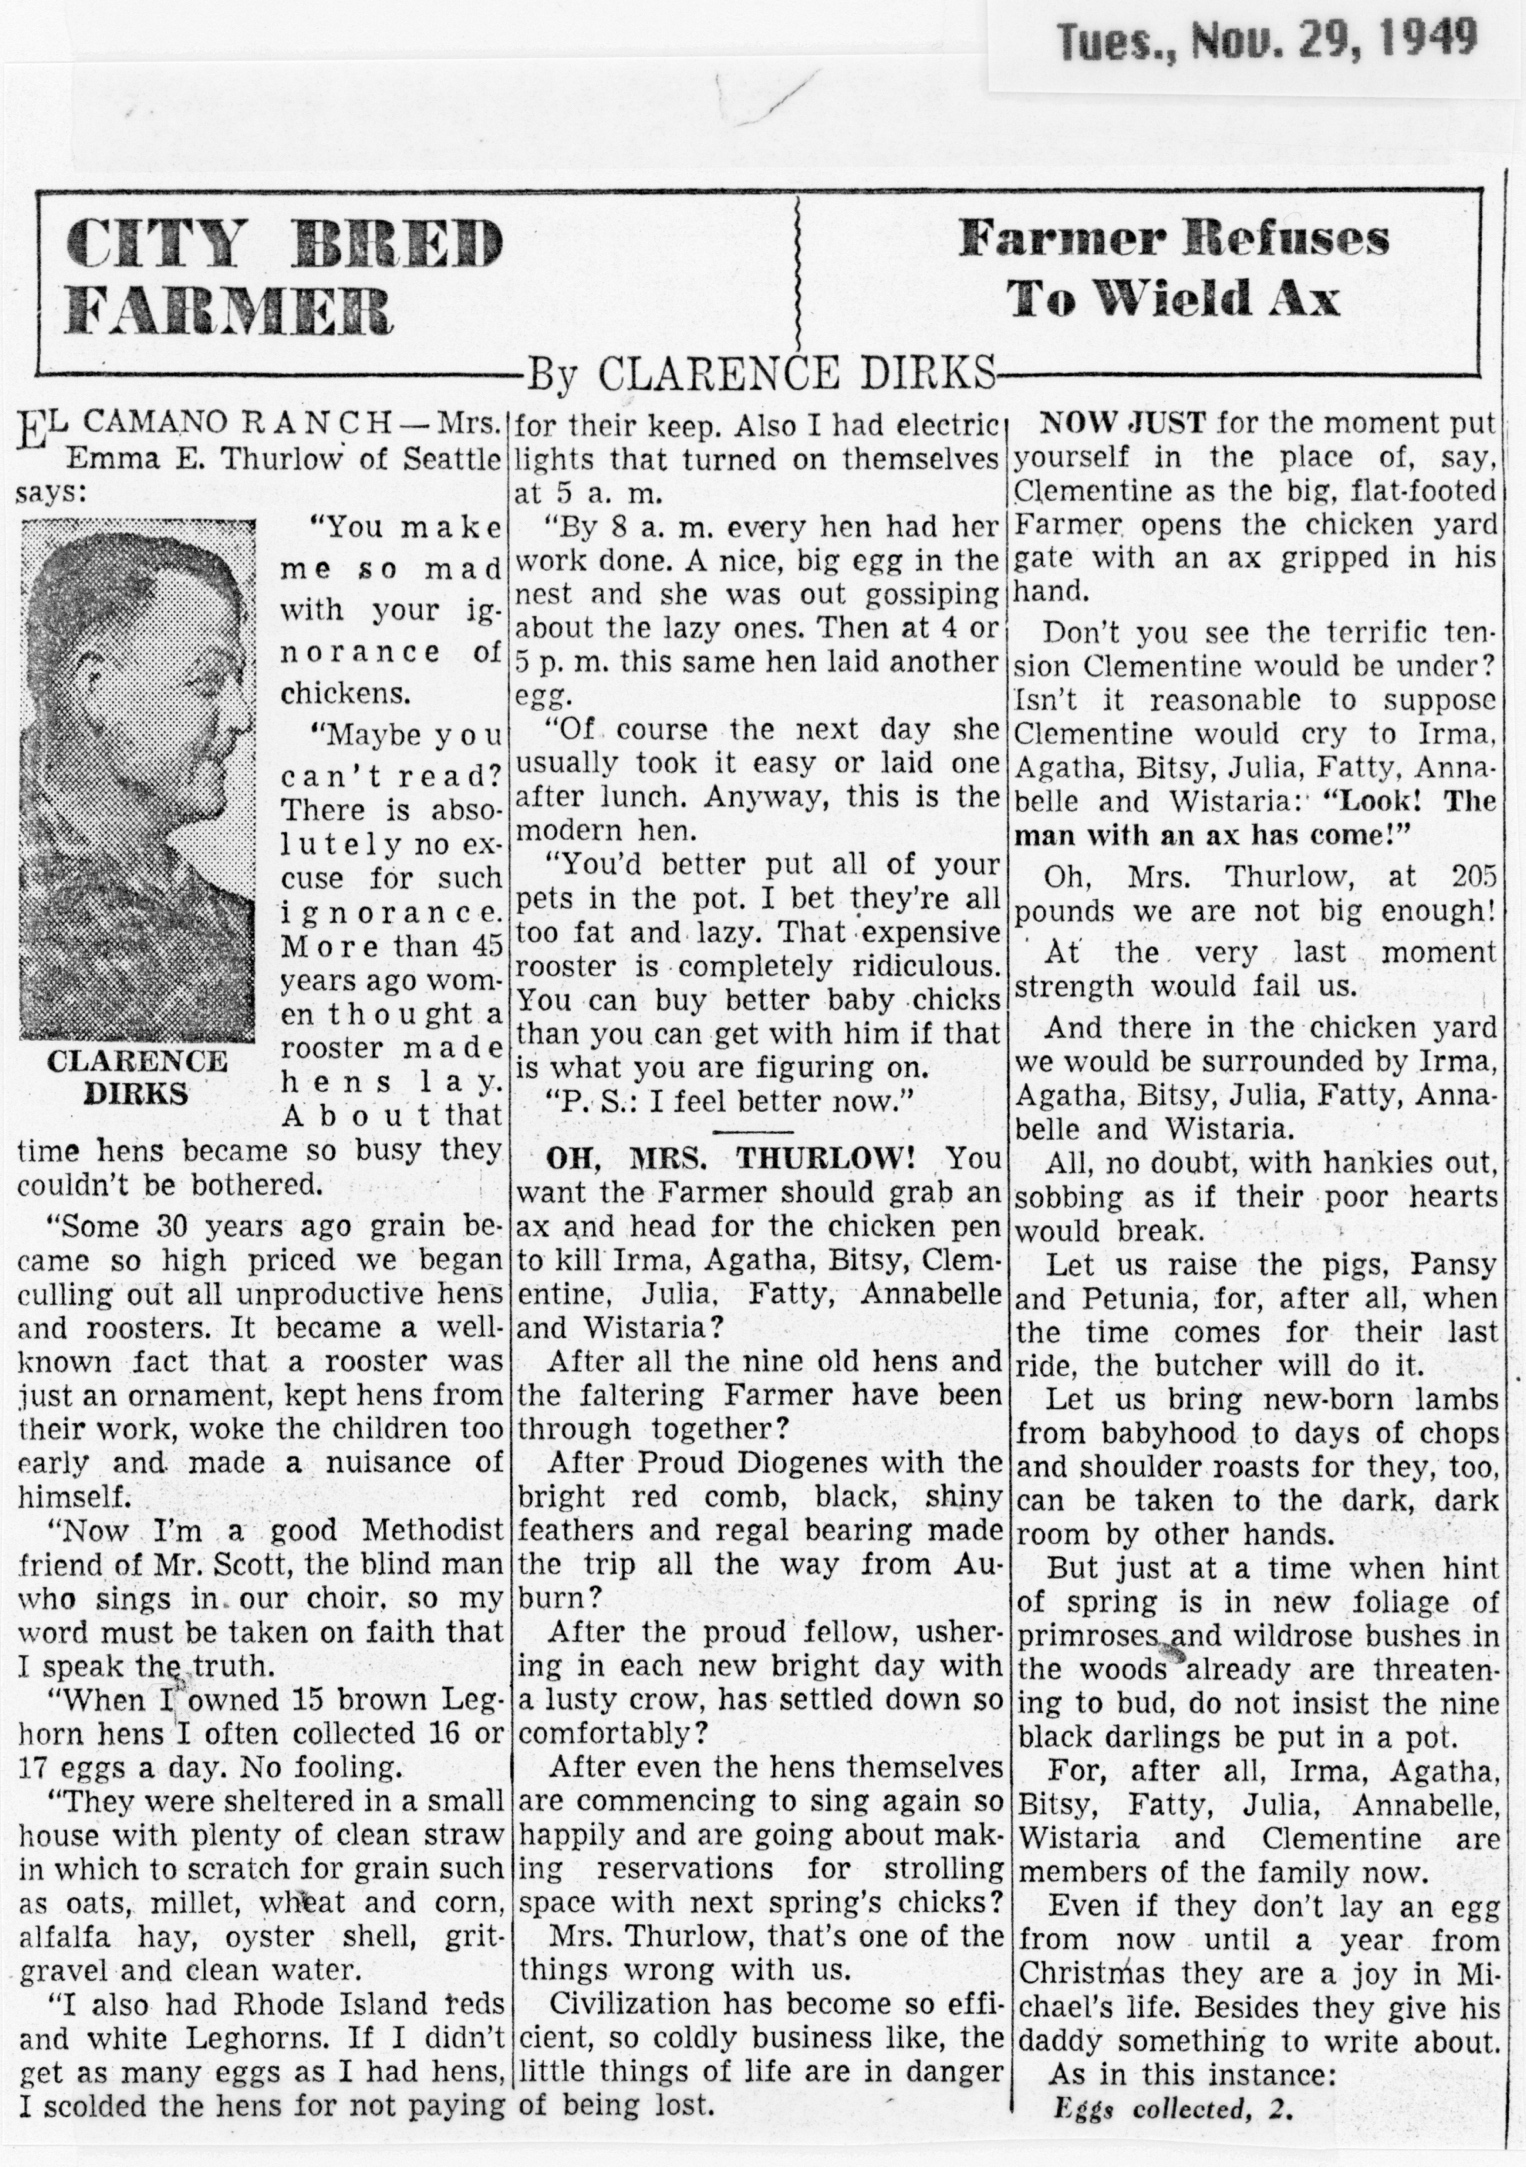 Tues., Nov. 29, 1949
CITY BRED
FARMER
Farmer Refuses
To Wield Ax
By CLARENCE DIRKS
EL CAMANO RANCH — Mrs.
Emma E. Thurlow of Seattle
says:
"You make
me so mad
with your ig-
norance of
chickens.
"Maybe you
can't read?
There is abso-
lutely no ex-
cuse for such
ignorance.
More than 45
years ago wom-
en thought a
rooster made
hens lay.
About that
CLARENCE
DIRKS
time hens became so busy they
couldn't be bothered.
"Some 30 years ago grain be-
came so high priced we began
culling out all unproductive hens
and roosters. It became a well-
known fact that a rooster was
just an ornament, kept hens from
their work, woke the children too
early and made a nuisance of
himself.
"Now I'm a good Methodist
friend of Mr. Scott, the blind man
who sings in our choir, so my
word must be taken on faith that
I speak the truth.
"When I owned 15 brown Leg-
horn hens I often collected 16 or
17 eggs a day. No fooling.
"They were sheltered in a small
house with plenty of clean straw
in which to scratch for grain such
as oats, millet, wheat and corn,
alfalfa hay, oyster shell, grit-
gravel and clean water.
"I also had Rhode Island reds
and white Leghorns. If I didn't
get as many eggs as I had hens,
I scolded the hens for not paying
for their keep. Also I had electric
lights that turned on themselves
at 5 a. m.
"By 8 a. m. every hen had her
work done. A nice, big egg in the
nest and she was out gossiping
about the lazy ones. Then at 4 or
5 p. m. this same hen laid another
egg.
"Of course the next day she
usually took it easy or laid one
after lunch. Anyway, this is the
modern hen.
"You'd better put all of your
pets in the pot. I bet they're all
too fat and lazy. That expensive
rooster is completely ridiculous.
You can buy better baby chicks
than you can get with him if that
is what you are figuring on.
"P. S.: I feel better now."
OH, MRS. THURLOW! You
want the Farmer should grab an
ax and head for the chicken pen
to kill Irma, Agatha, Bitsy, Clem-
entine, Julia, Fatty, Annabelle
and Wistaria?
After all the nine old hens and
the faltering Farmer have been
through together?
After Proud Diogenes with the
bright red comb, black, shiny
feathers and regal bearing made
the trip all the way from Au-
burn?
After the proud fellow, usher-
ing in each new bright day with
a lusty crow, has settled down so
comfortably?
After even the hens themselves
are commencing to sing again so
happily and are going about mak-
ing reservations for strolling
space with next spring's chicks?
Mrs. Thurlow, that's one of the
things wrong with us.
Civilization has become so effi-
cient, so coldly business like, the
little things of life are in danger
of being lost.
NOW JUST for the moment put
yourself in the place of, say,
Clementine as the big, flat-footed
Farmer opens the chicken yard
gate with an ax gripped in his
hand.
Don't you see the terrific ten-
sion Clementine would be under?
Isn't it reasonable to suppose
Clementine would cry to Irma,
Agatha, Bitsy, Julia, Fatty, Anna-
belle and Wistaria: "Look! The
man with an ax has come!"
Oh, Mrs. Thurlow, at 205
pounds we are not big enough!
At the very last moment
strength would fail us.
And there in the chicken yard
we would be surrounded by Irma,
Agatha, Bitsy, Julia, Fatty, Anna-
belle and Wistaria.
All, no doubt, with hankies out,
sobbing as if their poor hearts
would break.
Let us raise the pigs, Pansy
and Petunia, for, after all, when
the time comes for their last
ride, the butcher will do it.
Let us bring new-born lambs
from babyhood to days of chops
and shoulder roasts for they, too,
can be taken to the dark, dark
room by other hands.
But just at a time when hint
of spring is in new foliage of
primroses and wildrose bushes in
the woods already are threaten-
ing to bud, do not insist the nine
black darlings be put in a pot.
For, after all, Irma, Agatha,
Bitsy, Fatty, Julia, Annabelle,
Wistaria and Clementine are
members of the family now.
Even if they don't lay an egg
from now until a year from
Christmas they are a joy in Mi-
chael's life. Besides they give his
daddy something to write about.
As in this instance:
Eggs collected, 2.